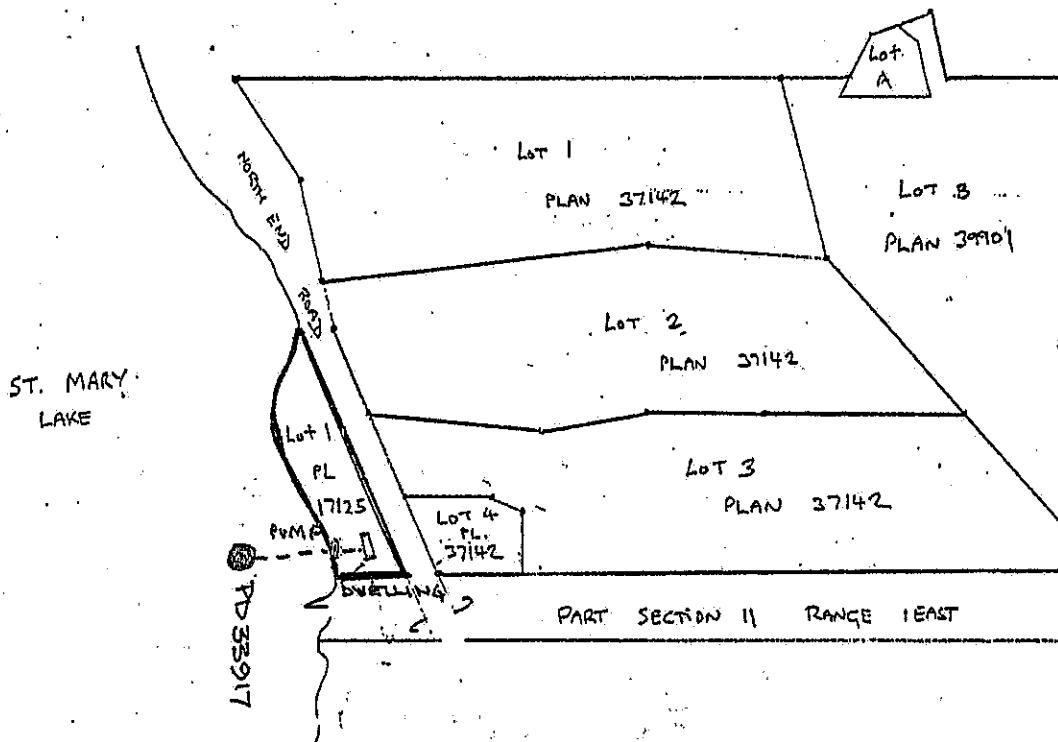 Lot
A
NORTH END
ROAD
LOT 1
PLAN 37142
LOT B
PLAN 39901
LOT 2
PLAN 37142
ST. MARY
LAKE
Lot 1
PL
17125
LOT 3
PLAN 37142
LOT 4
PL.
37142
PUMP
DWELLING
PD 33917
PART SECTION 11 RANGE 1EAST